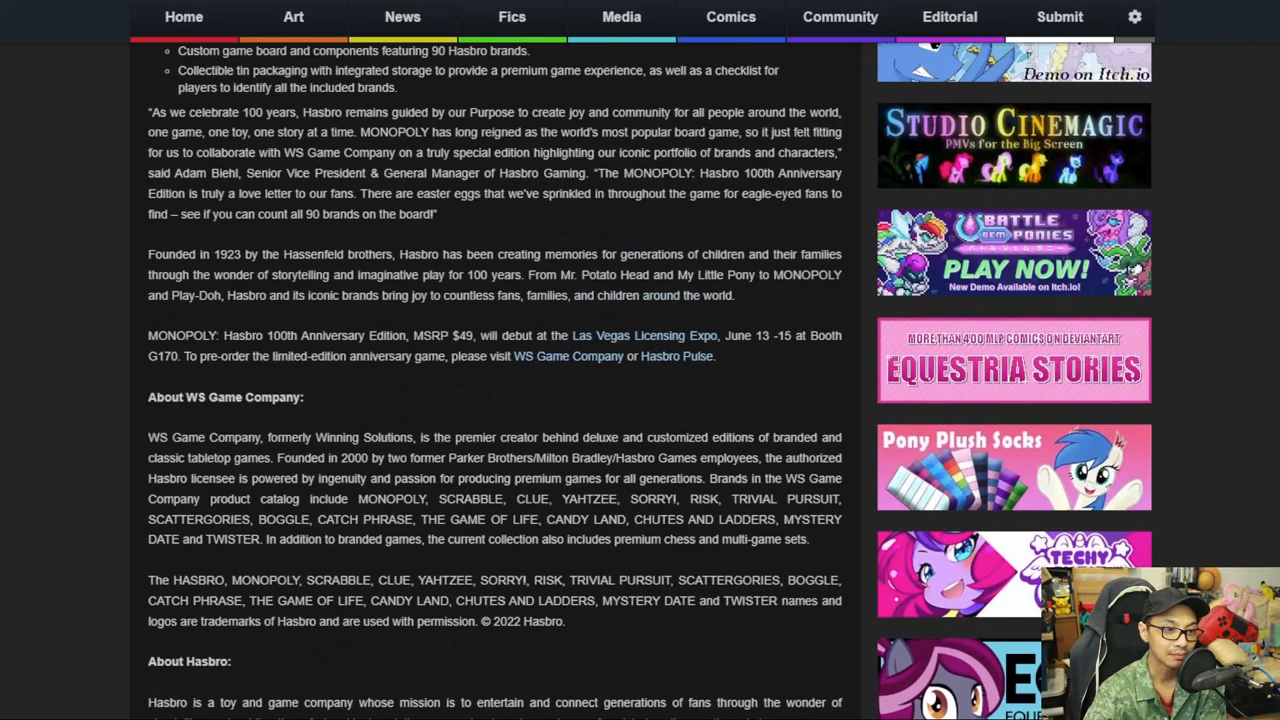 Home Art News Fics Media Comics Community Editorial Submit
Custom game board and components featuring 90 Hasbro brands.
Collectible tin packaging with integrated storage to provide a premium game experience, as well as a checklist for
players to identify all the included brands.
"As we celebrate 100 years, Hasbro remains guided by our Purpose to create joy and community for all people around the world,
one game, one toy, one story at a time. MONOPOLY has long reigned as the world's most popular board game, so it just felt fitting
for us to collaborate with WS Game Company on a truly special edition highlighting our iconic portfolio of brands and characters,"
said Adam Biehl, Senior Vice President & General Manager of Hasbro Gaming. "The MONOPOLY: Hasbro 100th Anniversary
Edition is truly a love letter to our fans. There are easter eggs that we've sprinkled in throughout the game for eagle-eyed fans to
find – see if you can count all 90 brands on the board!"
Founded in 1923 by the Hassenfeld brothers, Hasbro has been creating memories for generations of children and their families
through the wonder of storytelling and imaginative play for 100 years. From Mr. Potato Head and My Little Pony to MONOPOLY
and Play-Doh, Hasbro and its iconic brands bring joy to countless fans, families, and children around the world.
MONOPOLY: Hasbro 100th Anniversary Edition, MSRP $49, will debut at the Las Vegas Licensing Expo, June 13 -15 at Booth
G170. To pre-order the limited-edition anniversary game, please visit WS Game Company or Hasbro Pulse.
About WS Game Company:
WS Game Company, formerly Winning Solutions, is the premier creator behind deluxe and customized editions of branded and
classic tabletop games. Founded in 2000 by two former Parker Brothers/Milton Bradley/Hasbro Games employees, the authorized
Hasbro licensee is powered by ingenuity and passion for producing premium games for all generations. Brands in the WS Game
Company product catalog include MONOPOLY, SCRABBLE, CLUE, YAHTZEE, SORRY!, RISK, TRIVIAL PURSUIT,
SCATTERGORIES, BOGGLE, CATCH PHRASE, THE GAME OF LIFE, CANDY LAND, CHUTES AND LADDERS, MYSTERY
DATE and TWISTER. In addition to branded games, the current collection also includes premium chess and multi-game sets.
The HASBRO, MONOPOLY, SCRABBLE, CLUE, YAHTZEE, SORRY!, RISK, TRIVIAL PURSUIT, SCATTERGORIES, BOGGLE,
CATCH PHRASE, THE GAME OF LIFE, CANDY LAND, CHUTES AND LADDERS, MYSTERY DATE and TWISTER names and
logos are trademarks of Hasbro and are used with permission. © 2022 Hasbro.
About Hasbro:
Hasbro is a toy and game company whose mission is to entertain and connect generations of fans through the wonder of
Demo on Itch.io
STUDIO CINEMAGIC
PMVs for the Big Screen
BATTLE
GEM PONIES
PLAY NOW!
New Demo Available on Itch.io!
MORE THAN 400 MLP COMICS ON DEVIANTART
EQUESTRIA STORIES
Pony Plush Socks
TECHY